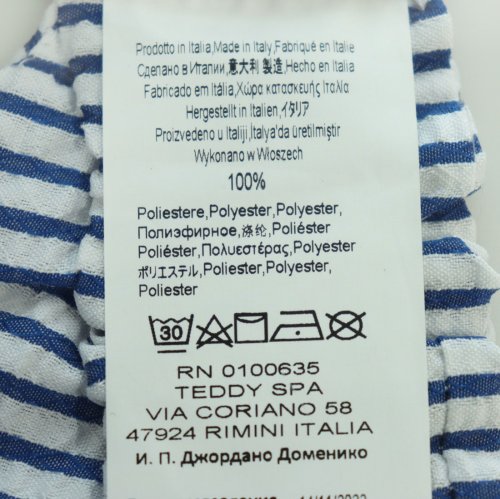 Prodotto in Italia,Made in Italy,Fabriqué en Italie
Сделано в Италии,意大利 製造,Hecho en Italia
Fabricado em Itália,Χώρα κατασκευής Ιταλία
Hergestellt in Italien,イタリア
Proizvedeno u Italiji,Italya'da üretilmiştir
Wykonano w Włoszech
100%
Poliestere,Polyester,Polyester,
Полиэфирное,涤纶,Poliéster
Poliéster,Πολυεστέρας,Polyester
ポリエステル,Poliester,Polyester,
Poliester
30
RN 0100635
TEDDY SPA
VIA CORIANO 58
47924 RIMINI ITALIA
И. П. Джордано Доменико